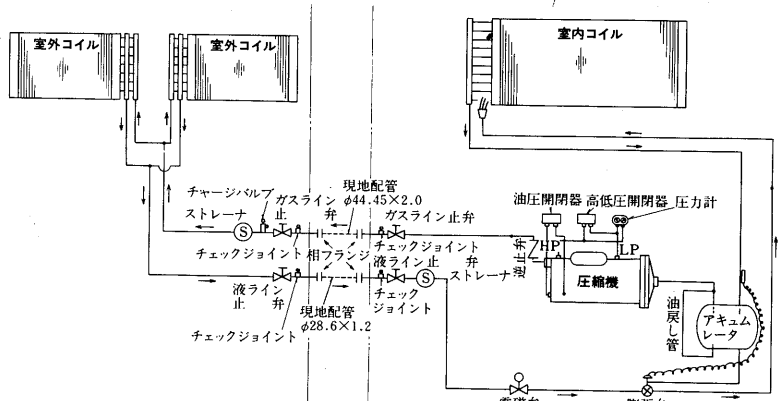 室外コイル
室外コイル
室内コイル
チャージバルブ
ストレーナ
ガスライン
止 弁
現地配管
φ44.45×2.0
ガスライン止弁
油圧開閉器
高低圧開閉器
圧力計
チェックジョイント
相フランジ
チェックジョイント
液ライン止 弁
ストレーナ
逆止弁
HP
LP
圧縮機
液ライン
止 弁
チェックジョイント
現地配管
φ28.6×1.2
チェック
ジョイント
油戻し管
アキュム
レータ
電磁弁
膨張弁